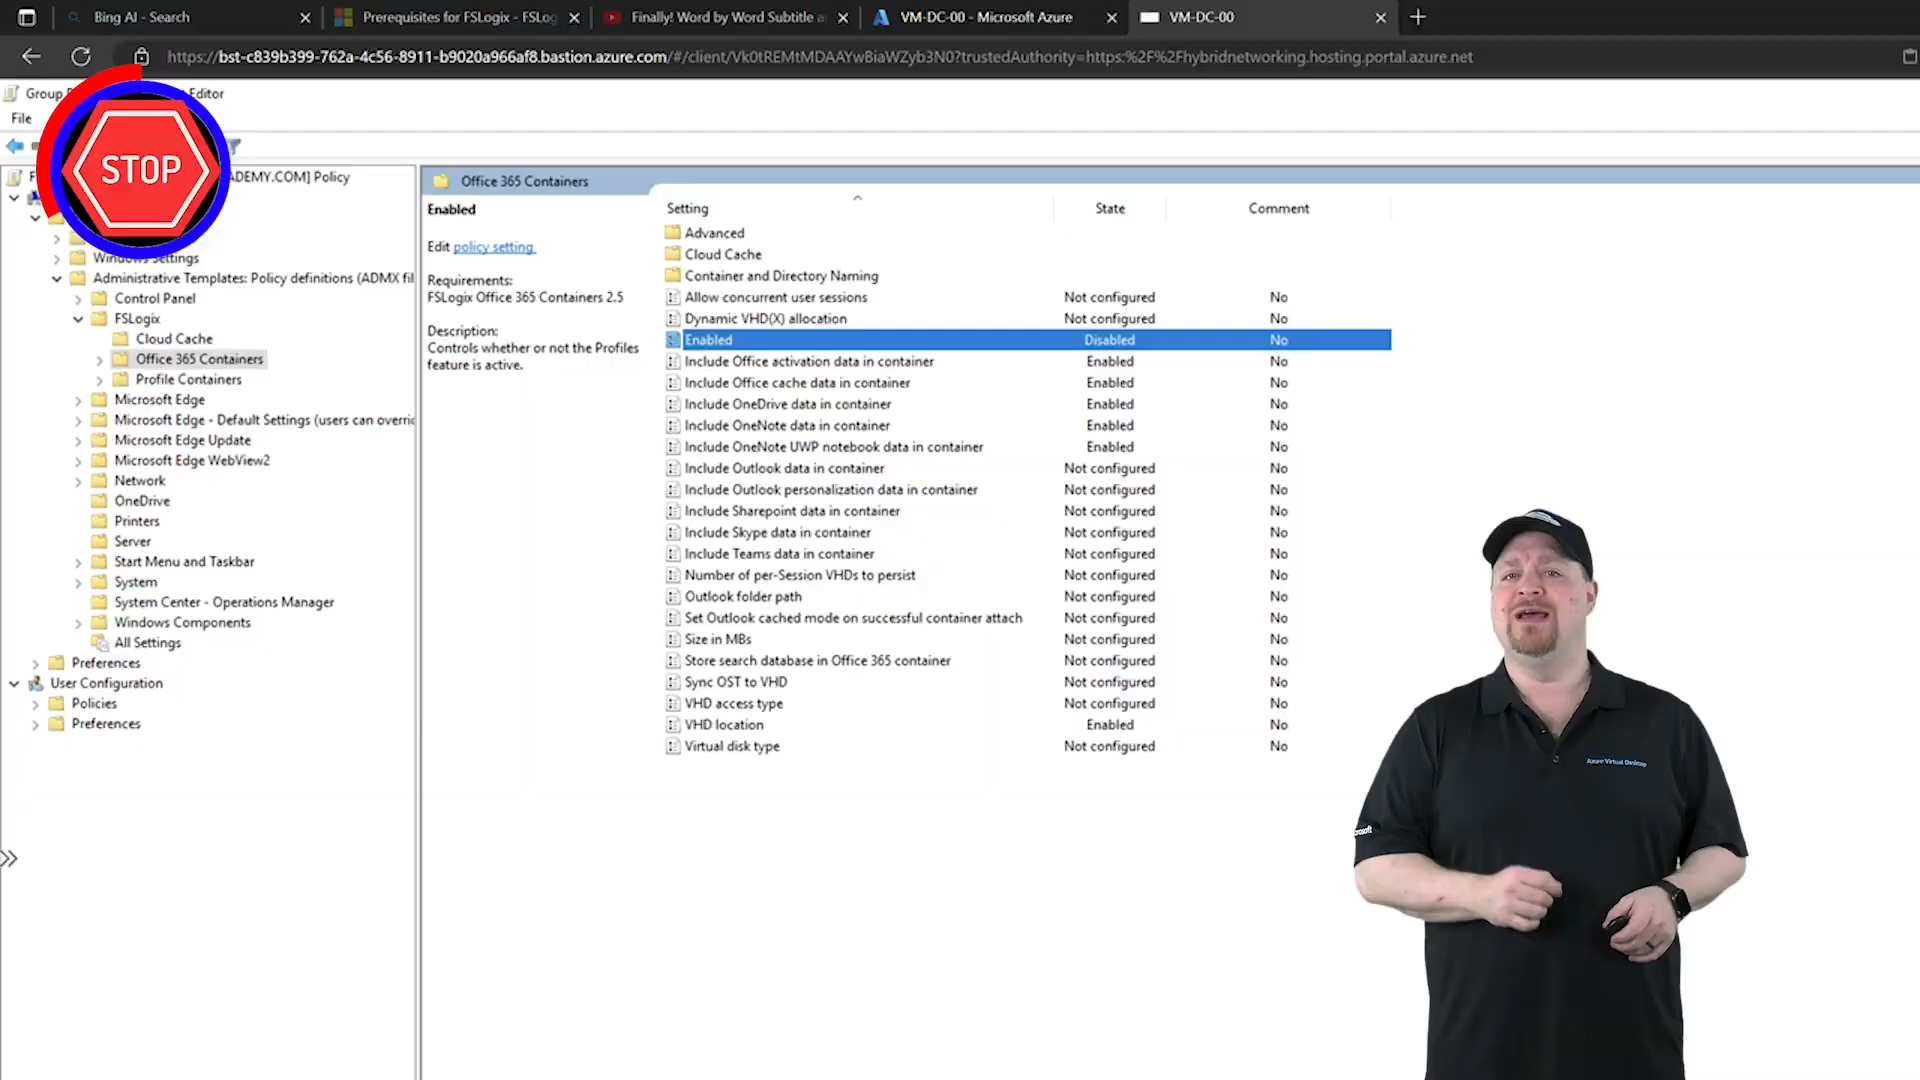 Bing AI - Search
Prerequisites for FSLogix - FSLog
Finally! Word by Word Subtitle a
VM-DC-00 - Microsoft Azure
VM-DC-00
https://bst-c839b399-762a-4c56-8911-b9020a966af8.bastion.azure.com/#/client/Vk0tREMtMDAAYwBiaWZyb3N0?trustedAuthority=https:%2F%2Fhybridnetworking.hosting.portal.azure.net
Group Editor
File
STOP
ADEMY.COM] Policy
Windows Settings
Administrative Templates: Policy definitions (ADMX fil
Control Panel
FSLogix
Cloud Cache
Office 365 Containers
Profile Containers
Microsoft Edge
Microsoft Edge - Default Settings (users can overric
Microsoft Edge Update
Microsoft Edge WebView2
Network
OneDrive
Printers
Server
Start Menu and Taskbar
System
System Center - Operations Manager
Windows Components
All Settings
Preferences
User Configuration
Policies
Preferences
Office 365 Containers
Enabled
Edit policy setting
Requirements:
FSLogix Office 365 Containers 2.5
Description:
Controls whether or not the Profiles
feature is active.
Setting State Comment
Advanced
Cloud Cache
Container and Directory Naming
Allow concurrent user sessions Not configured No
Dynamic VHD(X) allocation Not configured No
Enabled Disabled No
Include Office activation data in container Enabled No
Include Office cache data in container Enabled No
Include OneDrive data in container Enabled No
Include OneNote data in container Enabled No
Include OneNote UWP notebook data in container Enabled No
Include Outlook data in container Not configured No
Include Outlook personalization data in container Not configured No
Include Sharepoint data in container Not configured No
Include Skype data in container Not configured No
Include Teams data in container Not configured No
Number of per-Session VHDs to persist Not configured No
Outlook folder path Not configured No
Set Outlook cached mode on successful container attach Not configured No
Size in MBs Not configured No
Store search database in Office 365 container Not configured No
Sync OST to VHD Not configured No
VHD access type Not configured No
VHD location Enabled No
Virtual disk type Not configured No
Azure Virtual Desktop
crosoft